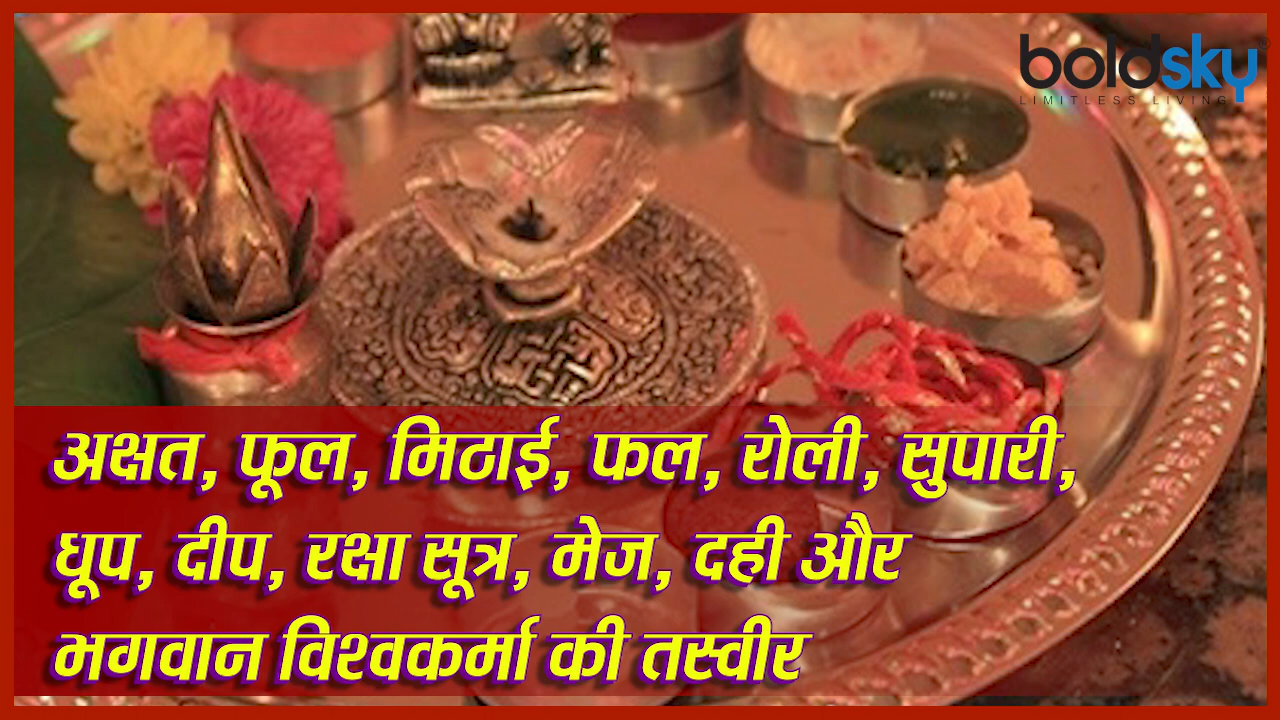 boldsky
LIMITLESS LIVING
अक्षत, फूल, मिठाई, फल, रोली, सुपारी,
धूप, दीप, रक्षा सूत्र, मेज, दही और
भगवान विश्वकर्मा की तस्वीर